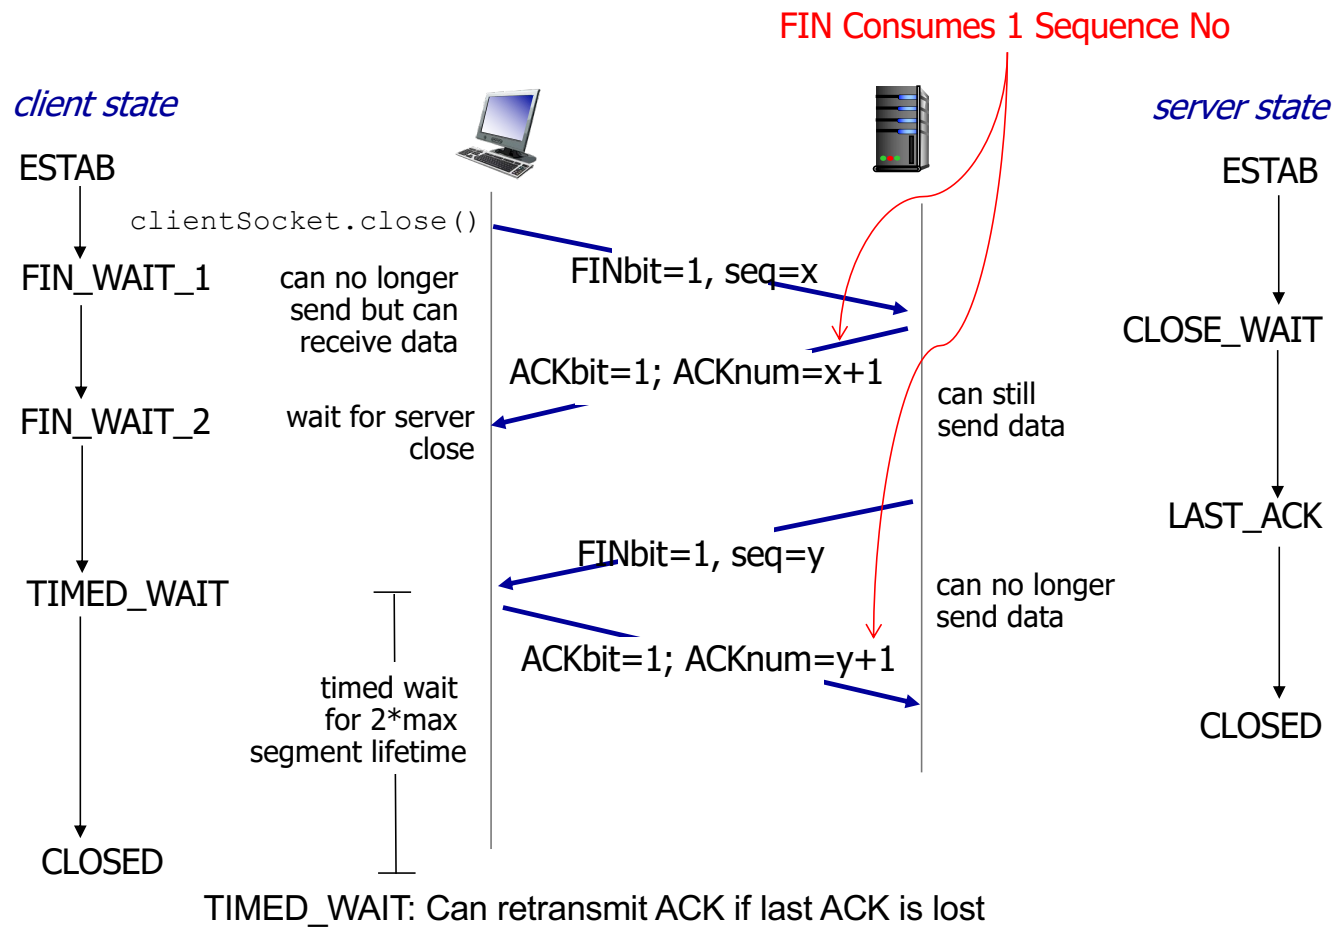 FIN Consumes 1 Sequence No
client state
server state
ESTAB
ESTAB
clientSocket.close()
FIN_WAIT_1
can no longer
send but can
receive data
FINbit=1, seq=x
CLOSE_WAIT
ACKbit=1; ACKnum=x+1
can still
send data
FIN_WAIT_2
wait for server
close
LAST_ACK
FINbit=1, seq=y
TIMED_WAIT
can no longer
send data
ACKbit=1; ACKnum=y+1
timed wait
for 2*max
segment lifetime
CLOSED
CLOSED
TIMED_WAIT: Can retransmit ACK if last ACK is lost